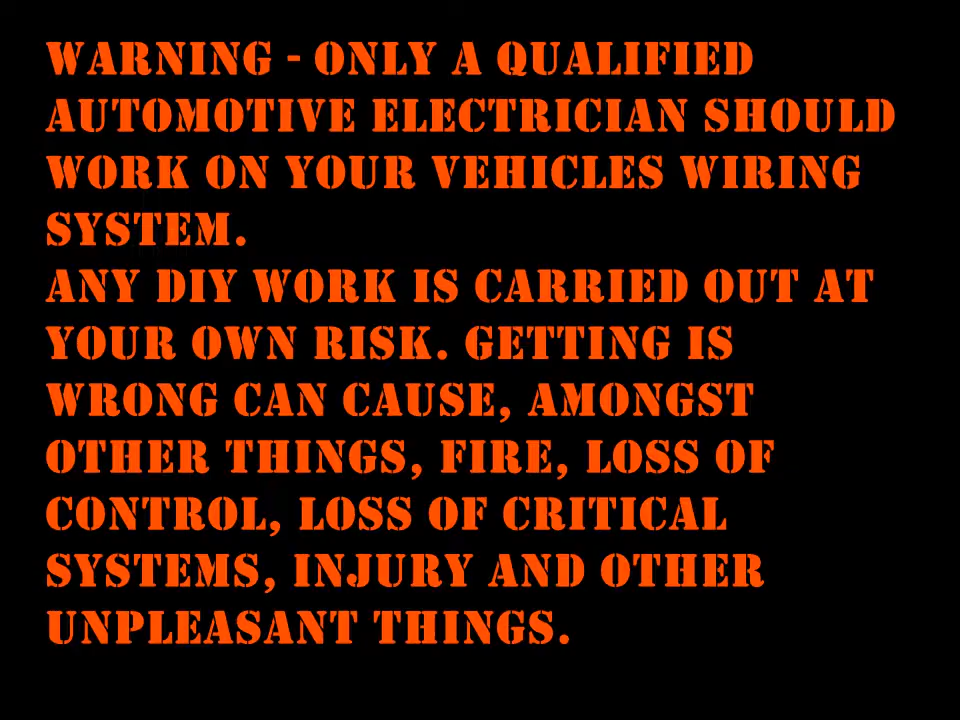 WARNING - ONLY A QUALIFIED
AUTOMOTIVE ELECTRICIAN SHOULD
WORK ON YOUR VEHICLES WIRING
SYSTEM.
ANY DIY WORK IS CARRIED OUT AT
YOUR OWN RISK. GETTING IS
WRONG CAN CAUSE, AMONGST
OTHER THINGS, FIRE, LOSS OF
CONTROL, LOSS OF CRITICAL
SYSTEMS, INJURY AND OTHER
UNPLEASANT THINGS.